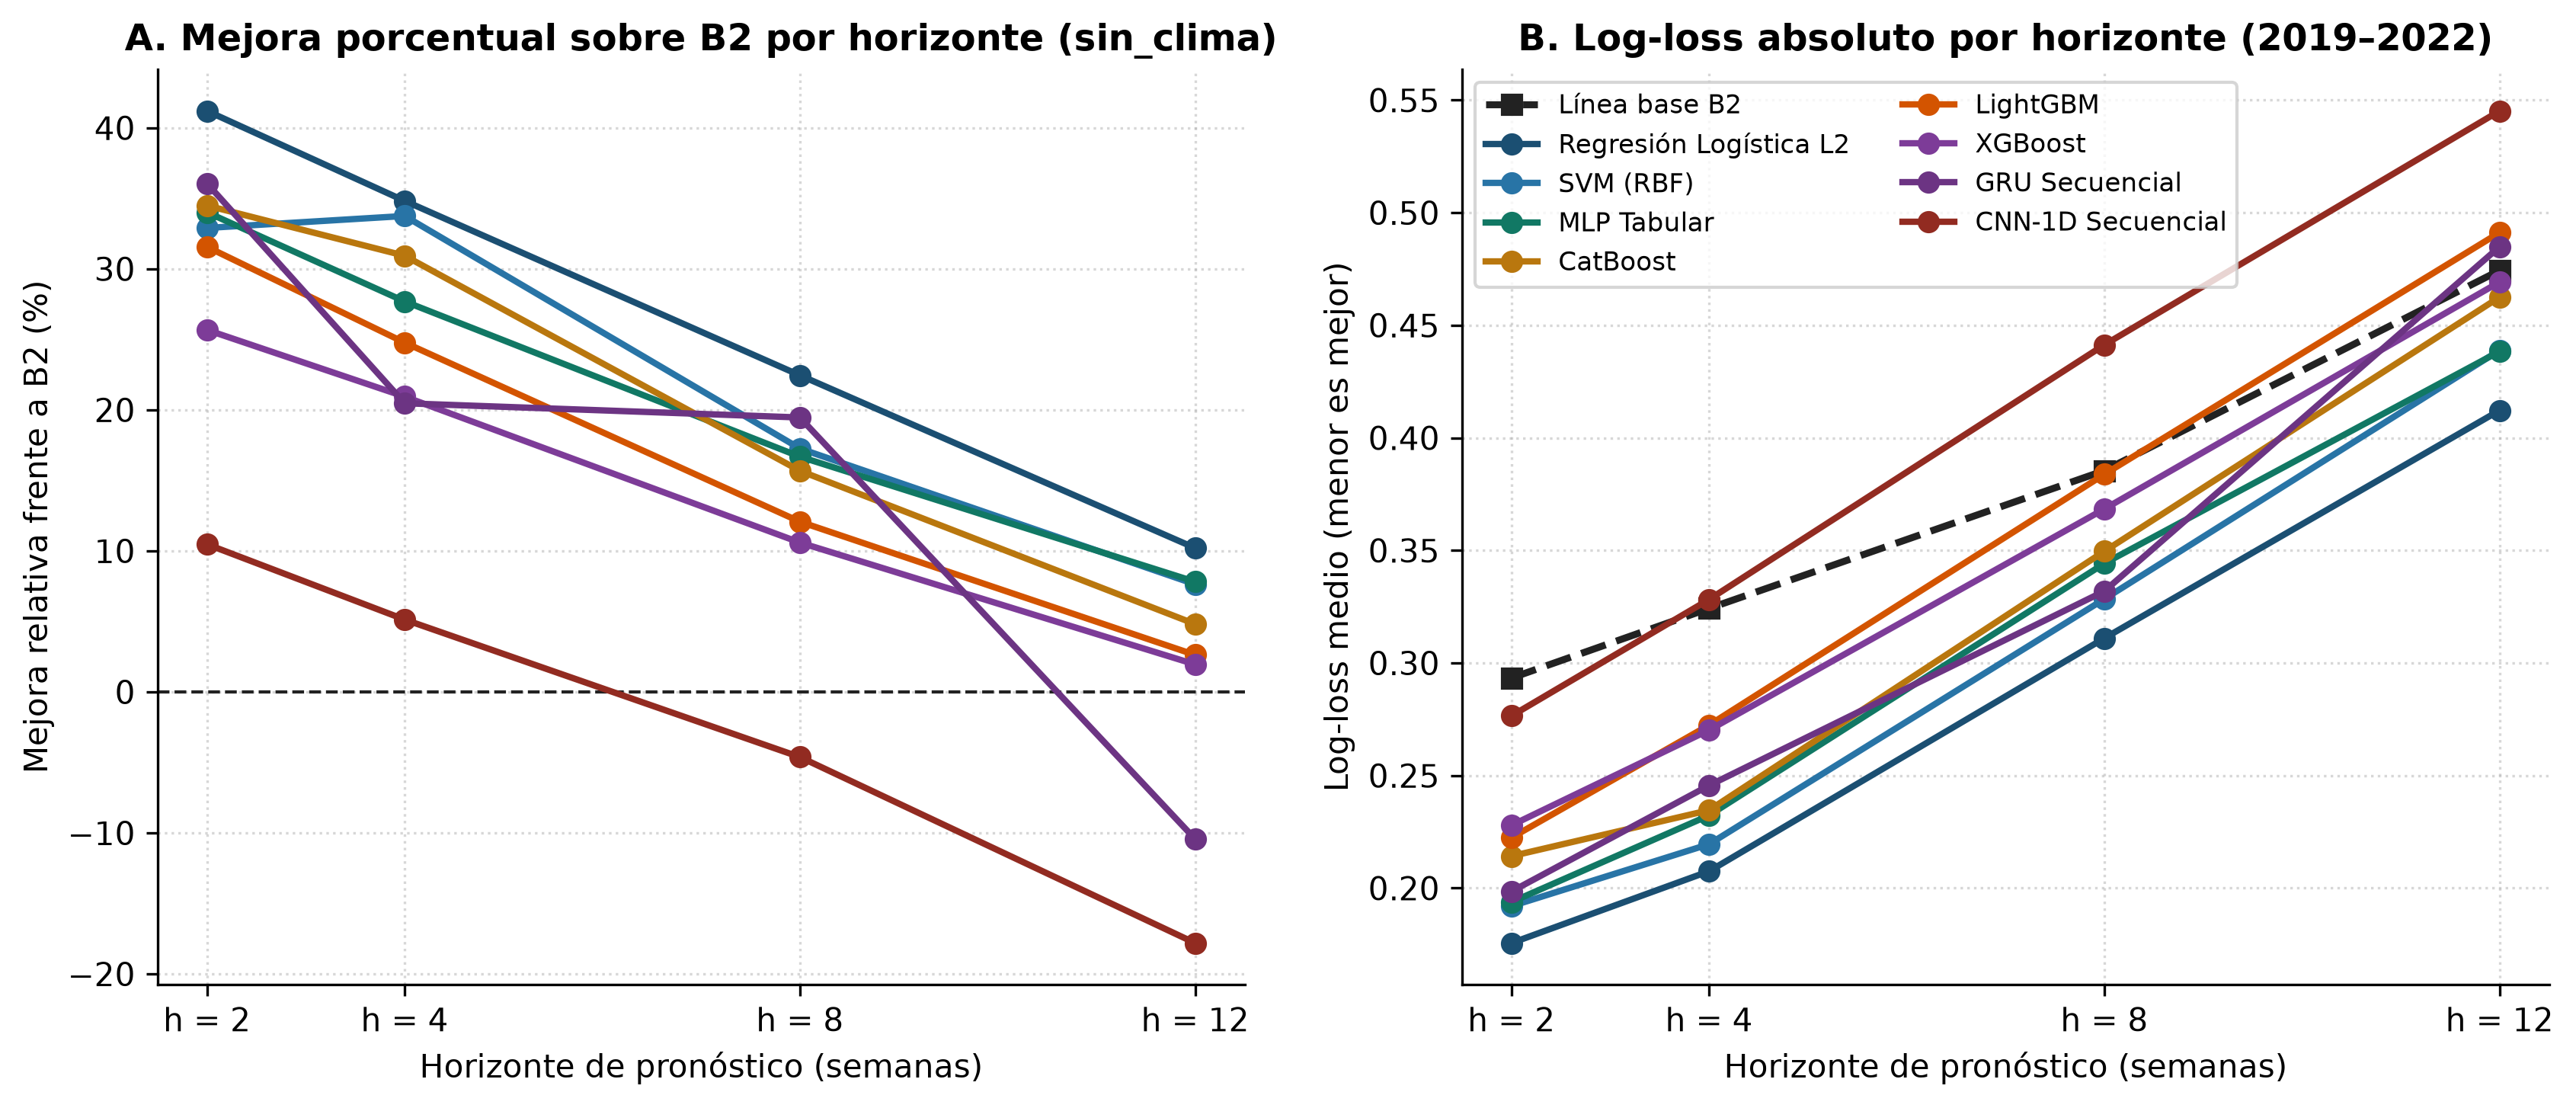 A. Mejora porcentual sobre B2 por horizonte (sin_clima)
Mejora relativa frente a B2 (%)
40
30
20
10
0
−10
−20
h = 2
h = 4
h = 8
h = 12
Horizonte de pronóstico (semanas)
B. Log-loss absoluto por horizonte (2019–2022)
Log-loss medio (menor es mejor)
0.55
0.50
0.45
0.40
0.35
0.30
0.25
0.20
Línea base B2
Regresión Logística L2
SVM (RBF)
MLP Tabular
CatBoost
LightGBM
XGBoost
GRU Secuencial
CNN-1D Secuencial
h = 2
h = 4
h = 8
h = 12
Horizonte de pronóstico (semanas)